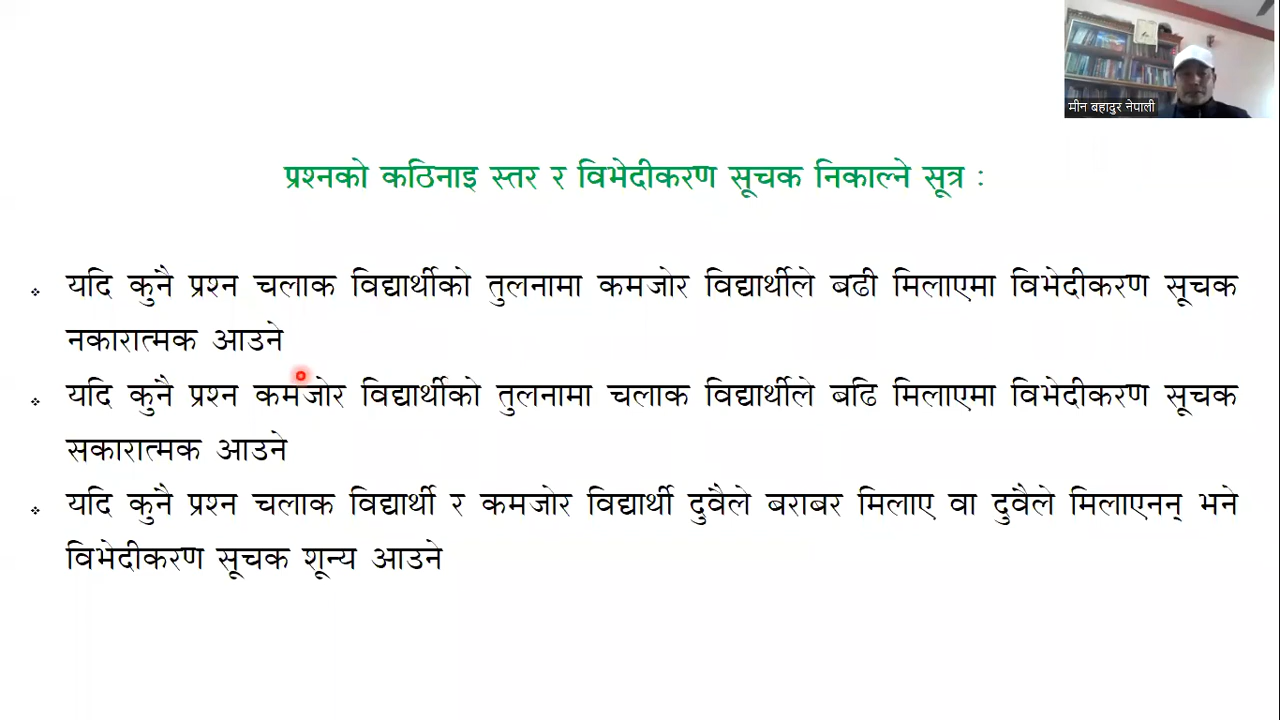 मीन बहादुर नेपाली
प्रश्नको कठिनाइ स्तर र विभेदीकरण सूचक निकाल्ने सूत्र :
यदि कुनै प्रश्न चलाक विद्यार्थीको तुलनामा कमजोर विद्यार्थीले बढी मिलाएमा विभेदीकरण सूचक
नकारात्मक आउने
यदि कुनै प्रश्न कमजोर विद्यार्थीको तुलनामा चलाक विद्यार्थीले बढि मिलाएमा विभेदीकरण सूचक
सकारात्मक आउने
यदि कुनै प्रश्न चलाक विद्यार्थी र कमजोर विद्यार्थी दुवैले बराबर मिलाए वा दुवैले मिलाएनन् भने
विभेदीकरण सूचक शून्य आउने